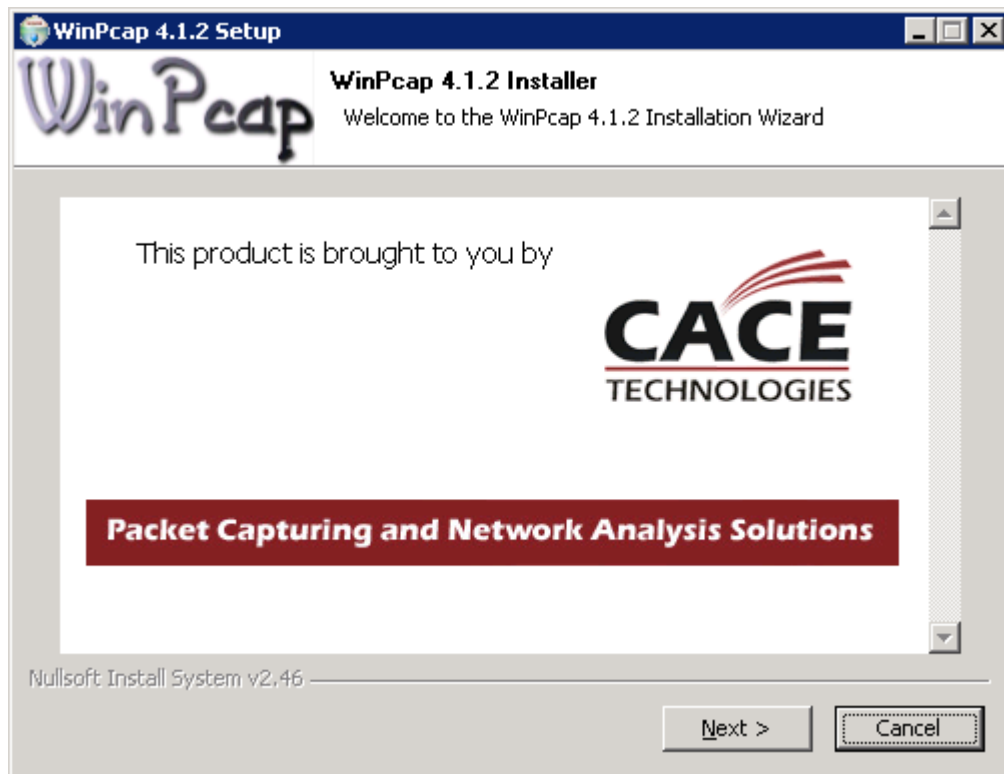 WinPcap 4.1.2 Setup
WinPcap
WinPcap 4.1.2 Installer
Welcome to the WinPcap 4.1.2 Installation Wizard
This product is brought to you by
CACE
TECHNOLOGIES
Packet Capturing and Network Analysis Solutions
Nullsoft Install System v2.46
Next >
Cancel